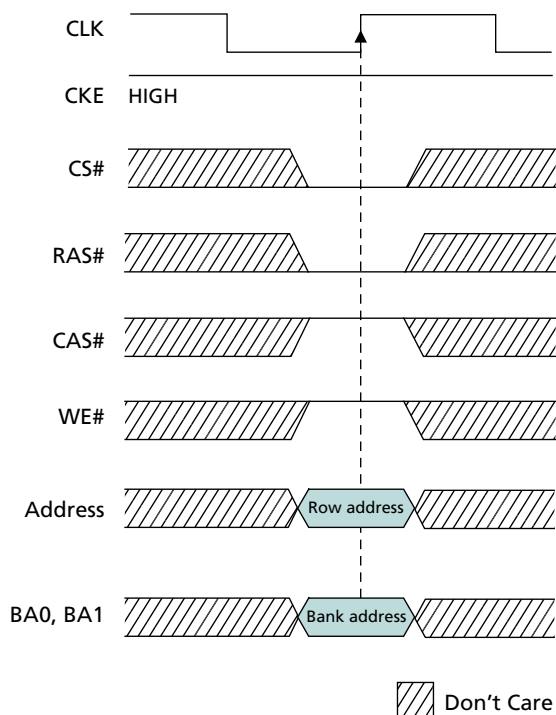 CLK
CKE HIGH
CS#
RAS#
CAS#
WE#
Address Row address
BA0, BA1 Bank address
Don't Care